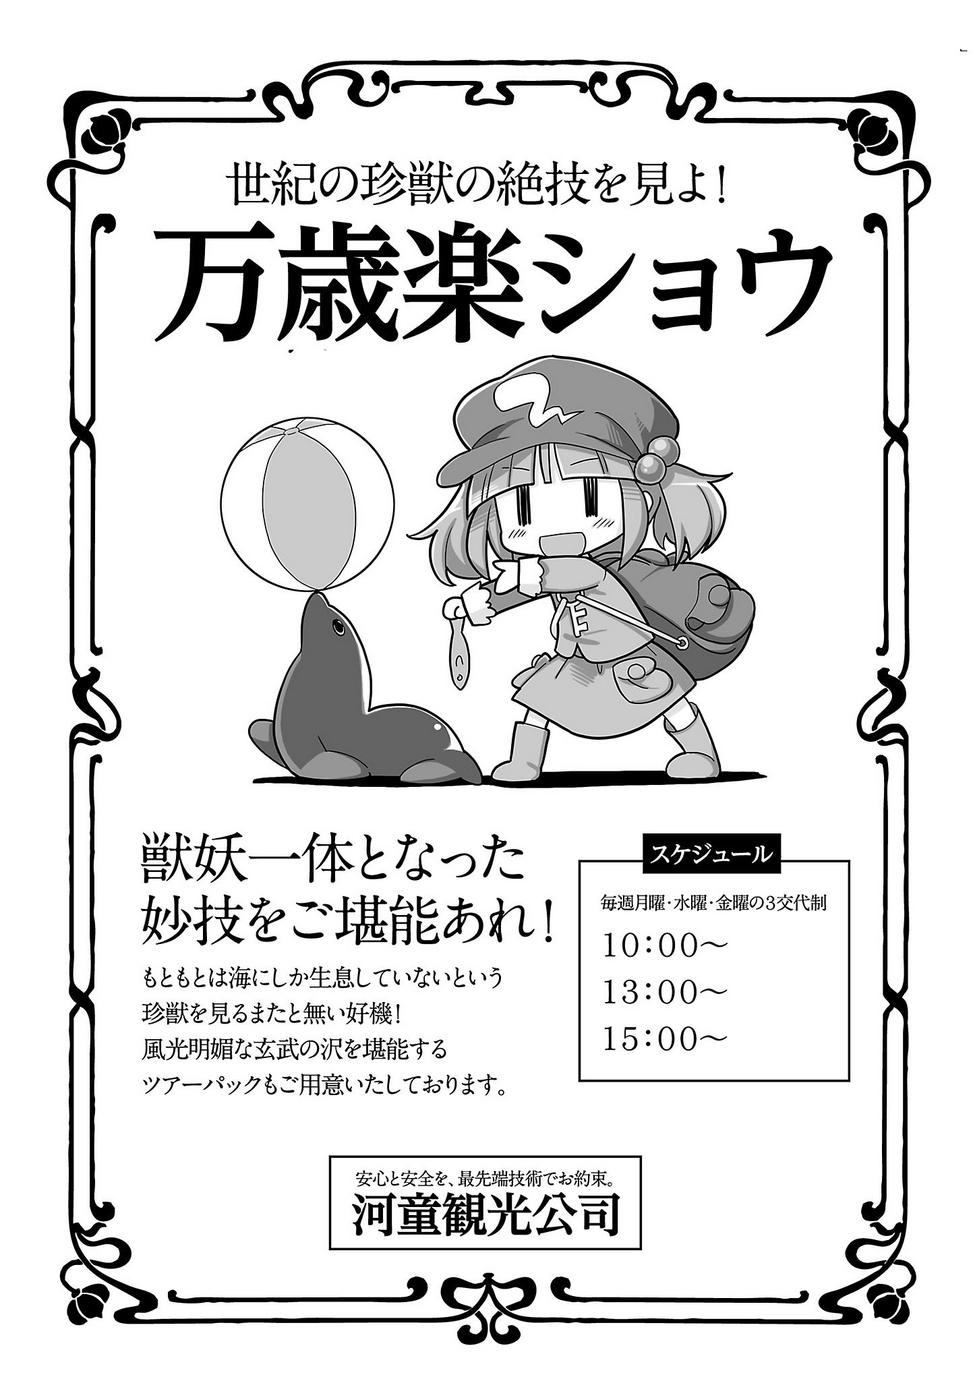 世紀の珍獣の絶技を見よ!
万歳楽ショウ
獣妖一体となった
妙技をご堪能あれ!
もともとは海にしか生息していないという
珍獣を見るまたと無い好機!
風光明媚な玄武の沢を堪能する
ツアーパックもご用意いたしております。
スケジュール
毎週月曜・水曜・金曜の3交代制
10:00〜
13:00〜
15:00〜
安心と安全を、最先端技術でお約束。
河童観光公司